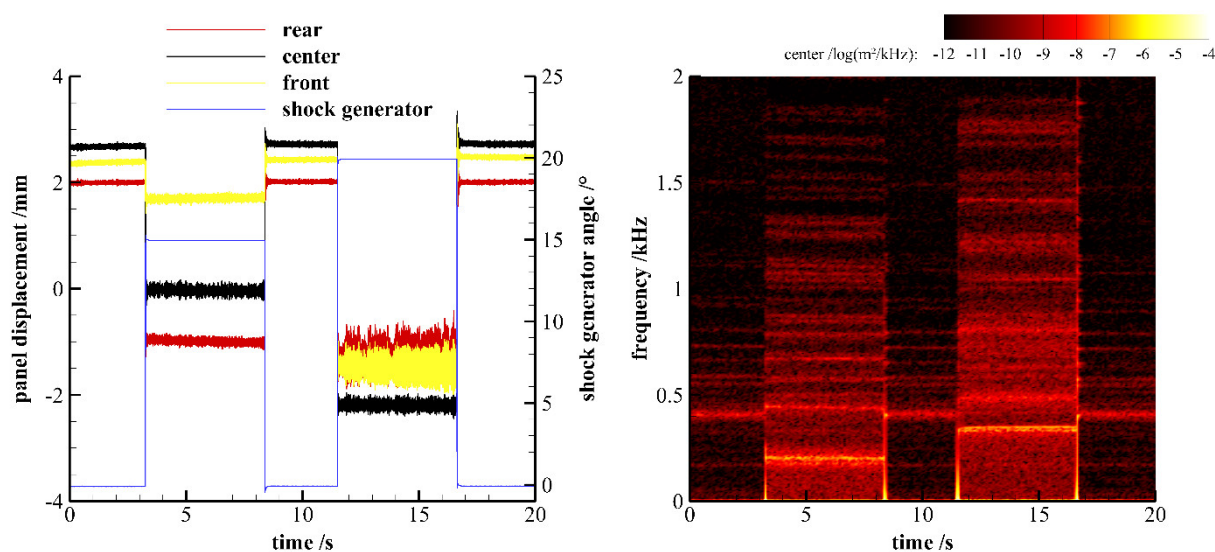 rear
center
front
shock generator
4
2
0
-2
-4
panel displacement /mm
25
20
15
10
5
0
shock generator angle /°
0
5
10
15
20
time /s
center /log(m²/kHz): -12 -11 -10 -9 -8 -7 -6 -5 -4
2
1.5
1
0.5
0
frequency /kHz
0
5
10
15
20
time /s